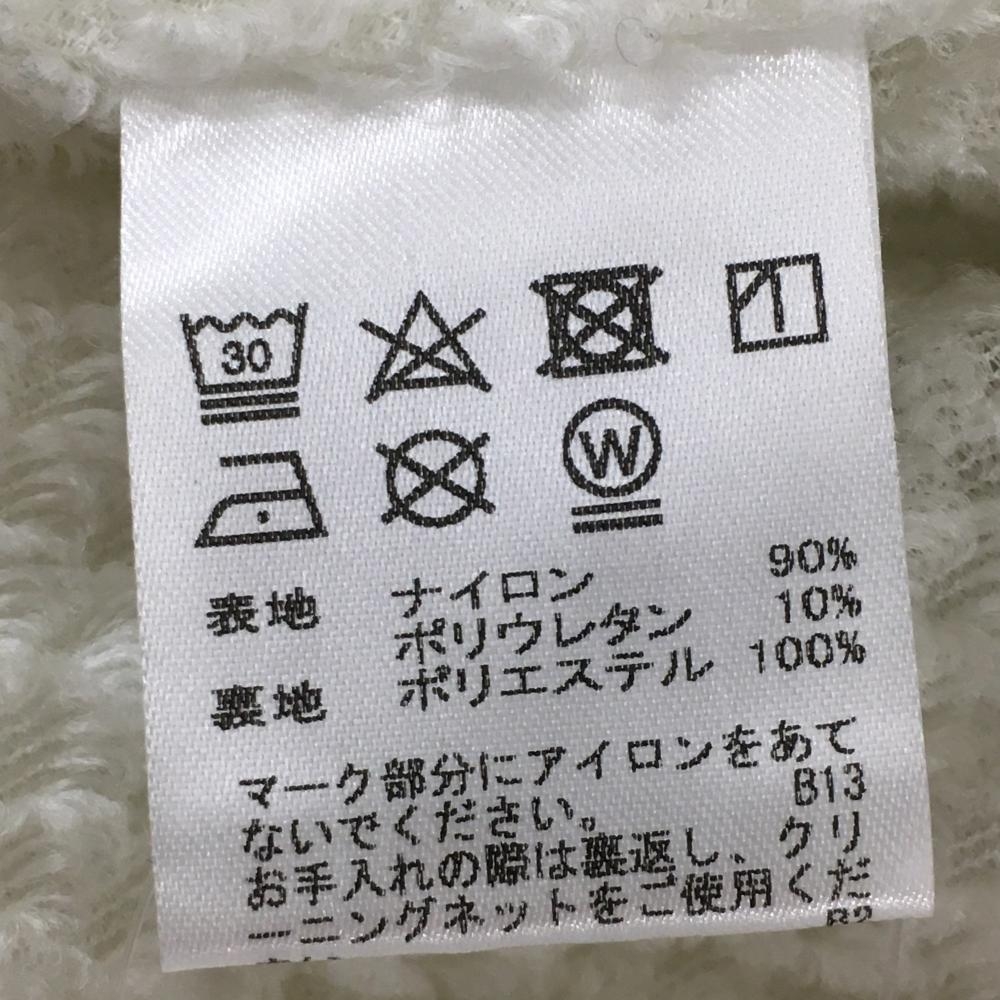 30
W
表地 ナイロン 90%
ポリウレタン 10%
裏地 ポリエステル 100%
マーク部分にアイロンをあて
ないでください。 B13
お手入れの際は裏返し、クリ
ーニングネットをご使用くだ